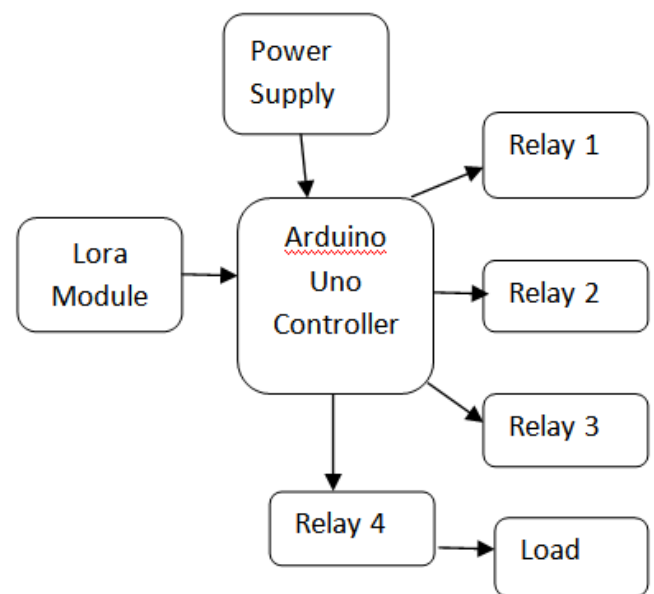 Power
Supply
Relay 1
Lora
Module
Arduino
Uno
Controller
Relay 2
Relay 3
Relay 4
Load